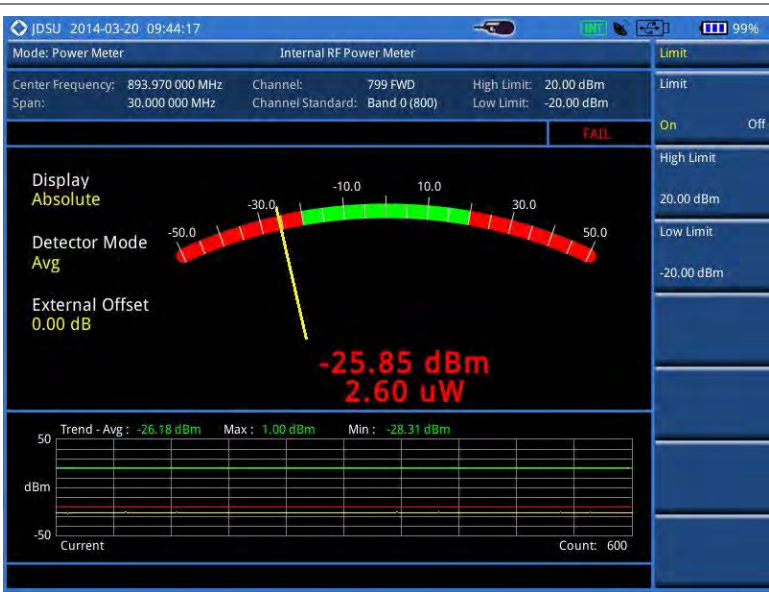 JDSU 2014-03-20 09:44:17 INT 99%
Mode: Power Meter Internal RF Power Meter Limit
Center Frequency: 893.970 000 MHz Channel: 799 FWD High Limit: 20.00 dBm
Span: 30.000 000 MHz Channel Standard: Band 0 (800) Low Limit: -20.00 dBm
Limit
On Off
FAIL
High Limit
20.00 dBm
Low Limit
-20.00 dBm
Display
Absolute
Detector Mode
Avg
External Offset
0.00 dB
-50.0 -30.0 -10.0 10.0 30.0 50.0
-25.85 dBm
2.60 uW
Trend - Avg : -26.18 dBm Max : 1.00 dBm Min : -28.31 dBm
50
dBm
-50
Current Count: 600